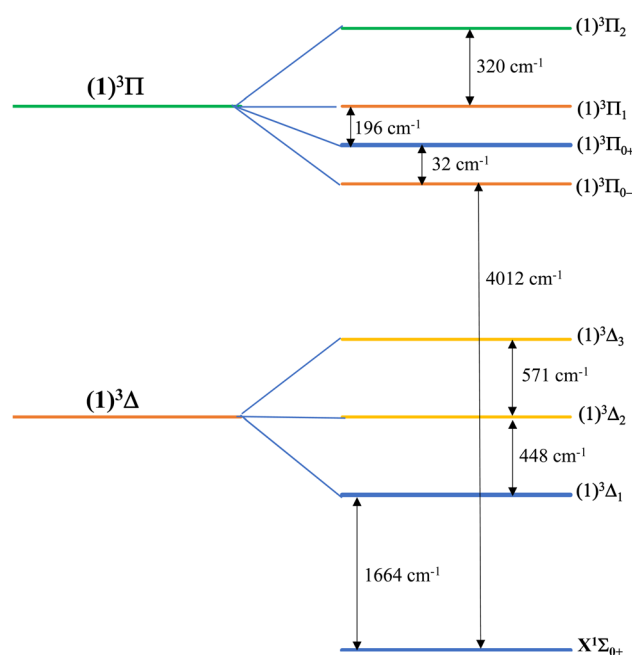 (1)³Π₂
320 cm⁻¹
(1)³Π
(1)³Π₁
196 cm⁻¹
(1)³Π₀₊
32 cm⁻¹
(1)³Π₀₋
4012 cm⁻¹
(1)³Δ₃
571 cm⁻¹
(1)³Δ
(1)³Δ₂
448 cm⁻¹
(1)³Δ₁
1664 cm⁻¹
X¹Σ₀₊